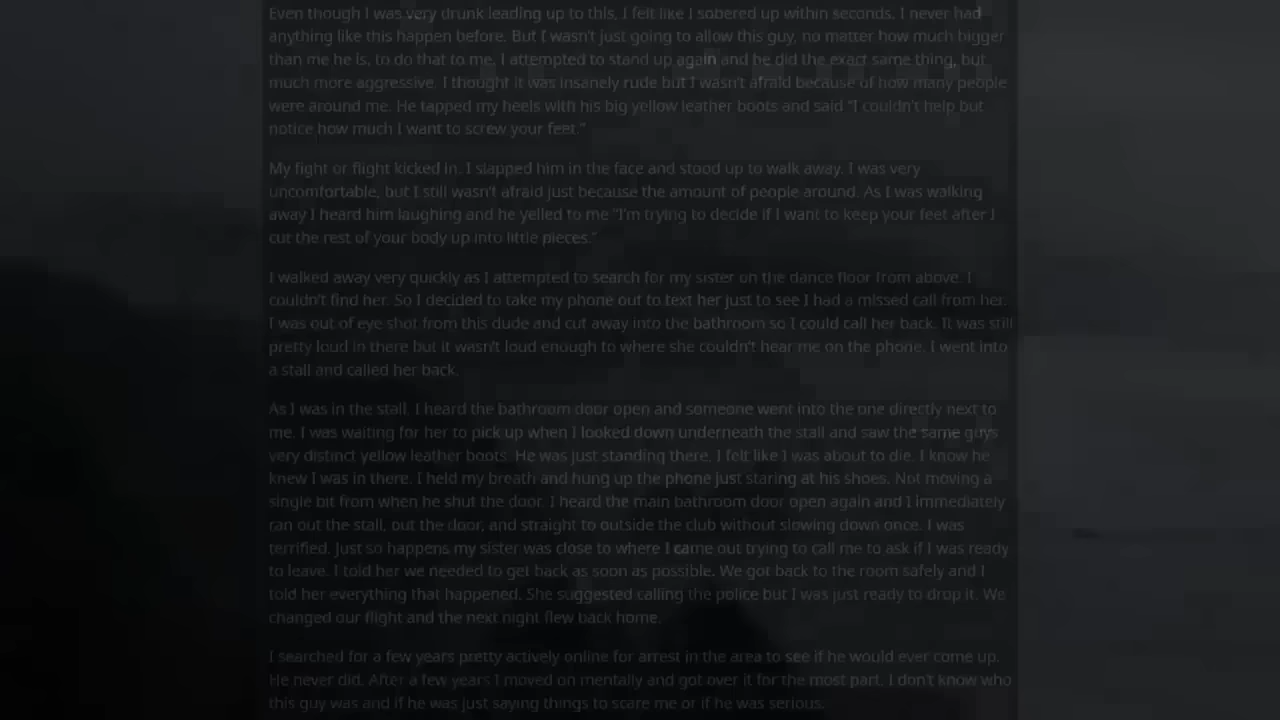 Even though I was very drunk leading up to this, I felt like I sobered up within seconds. I never had
anything like this happen before. But I wasn't just going to allow this guy, no matter how much bigger
than me he is, to do that to me. I attempted to stand up again and he did the exact same thing, but
much more aggressive. I thought it was insanely rude but I wasn't afraid because of how many people
were around me. He tapped my heels with his big yellow leather boots and said "I couldn't help but
notice how much I want to screw your feet."
My fight or flight kicked in. I slapped him in the face and stood up to walk away. I was very
uncomfortable, but I still wasn't afraid just because the amount of people around. As I was walking
away I heard him laughing and he yelled to me "I'm trying to decide if I want to keep your feet after I
cut the rest of your body up into little pieces."
I walked away very quickly as I attempted to search for my sister on the dance floor from above. I
couldn't find her. So I decided to take my phone out to text her just to see I had a missed call from her.
I was out of eye shot from this dude and cut away into the bathroom so I could call her back. It was still
pretty loud in there but it wasn't loud enough to where she couldn't hear me on the phone. I went into
a stall and called her back.
As I was in the stall, I heard the bathroom door open and someone went into the one directly next to
me. I was waiting for her to pick up when I looked down underneath the stall and saw the same guys
very distinct yellow leather boots. He was just standing there. I felt like I was about to die. I know he
knew I was in there. I held my breath and hung up the phone just staring at his shoes. Not moving a
single bit from when he shut the door. I heard the main bathroom door open again and I immediately
ran out the stall, out the door, and straight to outside the club without slowing down once. I was
terrified. Just so happens my sister was close to where I came out trying to call me to ask if I was ready
to leave. I told her we needed to get back as soon as possible. We got back to the room safely and I
told her everything that happened. She suggested calling the police but I was just ready to drop it. We
changed our flight and the next night flew back home.
I searched for a few years pretty actively online for arrest in the area to see if he would ever come up.
He never did. After a few years I moved on mentally and got over it for the most part. I don't know who
this guy was and if he was just saying things to scare me or if he was serious.